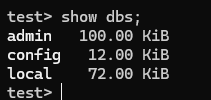 test> show dbs;
admin   100.00 KiB
config   12.00 KiB
local    72.00 KiB
test>